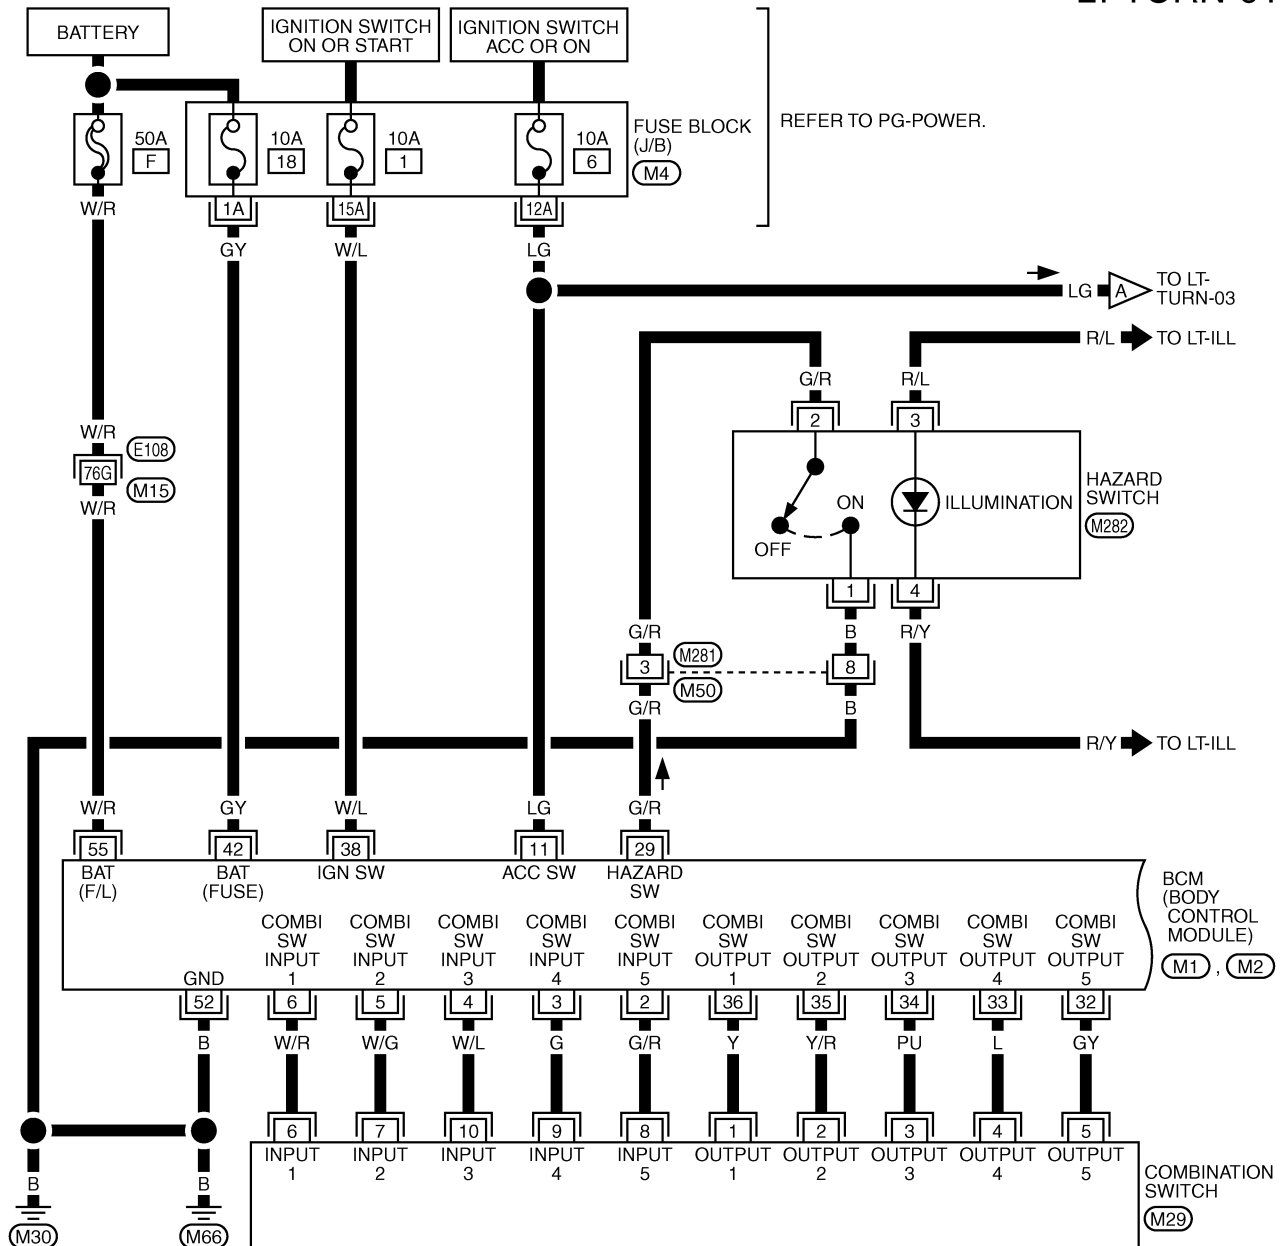 BATTERY
IGNITION SWITCH
ON OR START
IGNITION SWITCH
ACC OR ON
50A
F
10A
18
10A
1
10A
6
FUSE BLOCK
(J/B)
M4
REFER TO PG-POWER.
W/R
1A
15A
12A
GY
W/L
LG
LG
A
TO LT-
TURN-03
R/L
TO LT-ILL
G/R
R/L
2
3
W/R
E108
76G
M15
W/R
ON
OFF
ILLUMINATION
HAZARD
SWITCH
M282
1
4
G/R
B
R/Y
3
M281
M50
8
G/R
B
R/Y
TO LT-ILL
W/R
GY
W/L
LG
G/R
55
42
38
11
29
BAT
(F/L)
BAT
(FUSE)
IGN SW
ACC SW
HAZARD
SW
BCM
(BODY
CONTROL
MODULE)
M1 , M2
GND
COMBI
SW
INPUT
1
COMBI
SW
INPUT
2
COMBI
SW
INPUT
3
COMBI
SW
INPUT
4
COMBI
SW
INPUT
5
COMBI
SW
OUTPUT
1
COMBI
SW
OUTPUT
2
COMBI
SW
OUTPUT
3
COMBI
SW
OUTPUT
4
COMBI
SW
OUTPUT
5
52
6
5
4
3
2
36
35
34
33
32
B
W/R
W/G
W/L
G
G/R
Y
Y/R
PU
L
GY
6
7
10
9
8
1
2
3
4
5
INPUT
1
INPUT
2
INPUT
3
INPUT
4
INPUT
5
OUTPUT
1
OUTPUT
2
OUTPUT
3
OUTPUT
4
OUTPUT
5
COMBINATION
SWITCH
M29
B
B
M30
M66